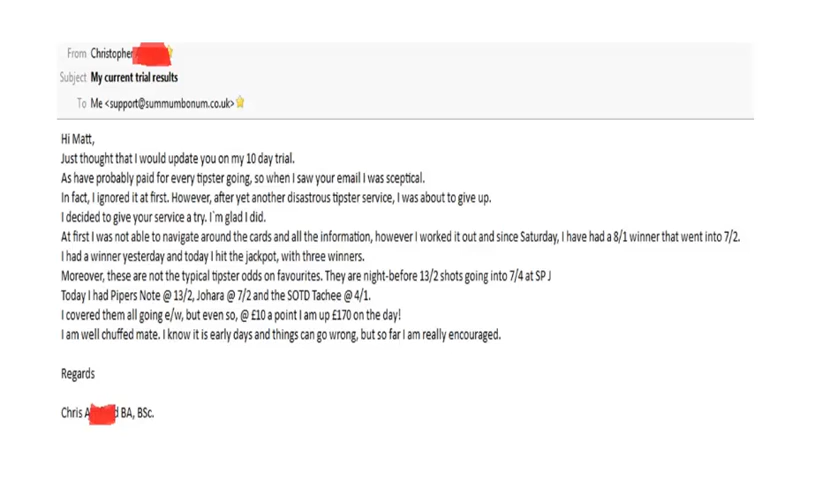 From Christopher
Subject My current trial results
To Me <support@summumbonum.co.uk>
Hi Matt,
Just thought that I would update you on my 10 day trial.
As have probably paid for every tipster going, so when I saw your email I was sceptical.
In fact, I ignored it at first. However, after yet another disastrous tipster service, I was about to give up.
I decided to give your service a try. I`m glad I did.
At first I was not able to navigate around the cards and all the information, however I worked it out and since Saturday, I have had a 8/1 winner that went into 7/2.
I had a winner yesterday and today I hit the jackpot, with three winners.
Moreover, these are not the typical tipster odds on favourites. They are night-before 13/2 shots going into 7/4 at SP J
Today I had Pipers Note @ 13/2, Johara @ 7/2 and the SOTD Tachee @ 4/1.
I covered them all going e/w, but even so, @ £10 a point I am up £170 on the day!
I am well chuffed mate. I know it is early days and things can go wrong, but so far I am really encouraged.
Regards
Chris A d BA, BSc.